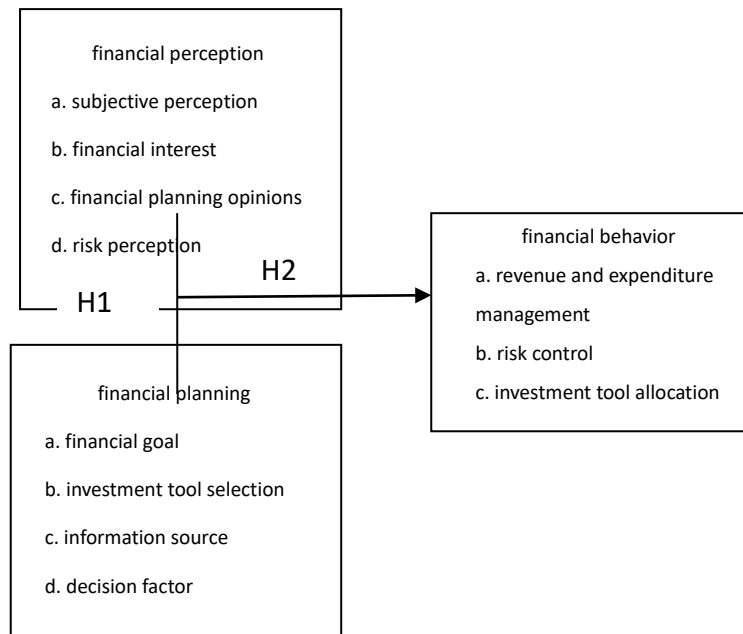 financial perception
a. subjective perception
b. financial interest
c. financial planning opinions
d. risk perception
H1
H2
financial planning
a. financial goal
b. investment tool selection
c. information source
d. decision factor
financial behavior
a. revenue and expenditure
management
b. risk control
c. investment tool allocation